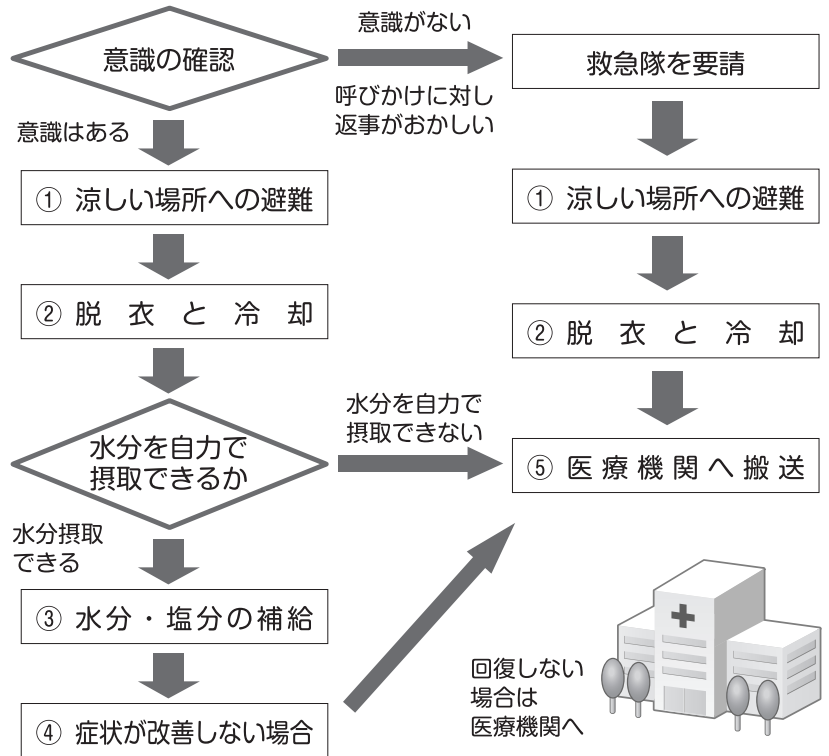 意識の確認
意識がない
呼びかけに対し
返事がおかしい
救急隊を要請
意識はある
① 涼しい場所への避難
① 涼しい場所への避難
② 脱衣と冷却
② 脱衣と冷却
水分を自力で
摂取できるか
水分を自力で
摂取できない
⑤ 医療機関へ搬送
水分摂取
できる
③ 水分・塩分の補給
④ 症状が改善しない場合
回復しない
場合は
医療機関へ